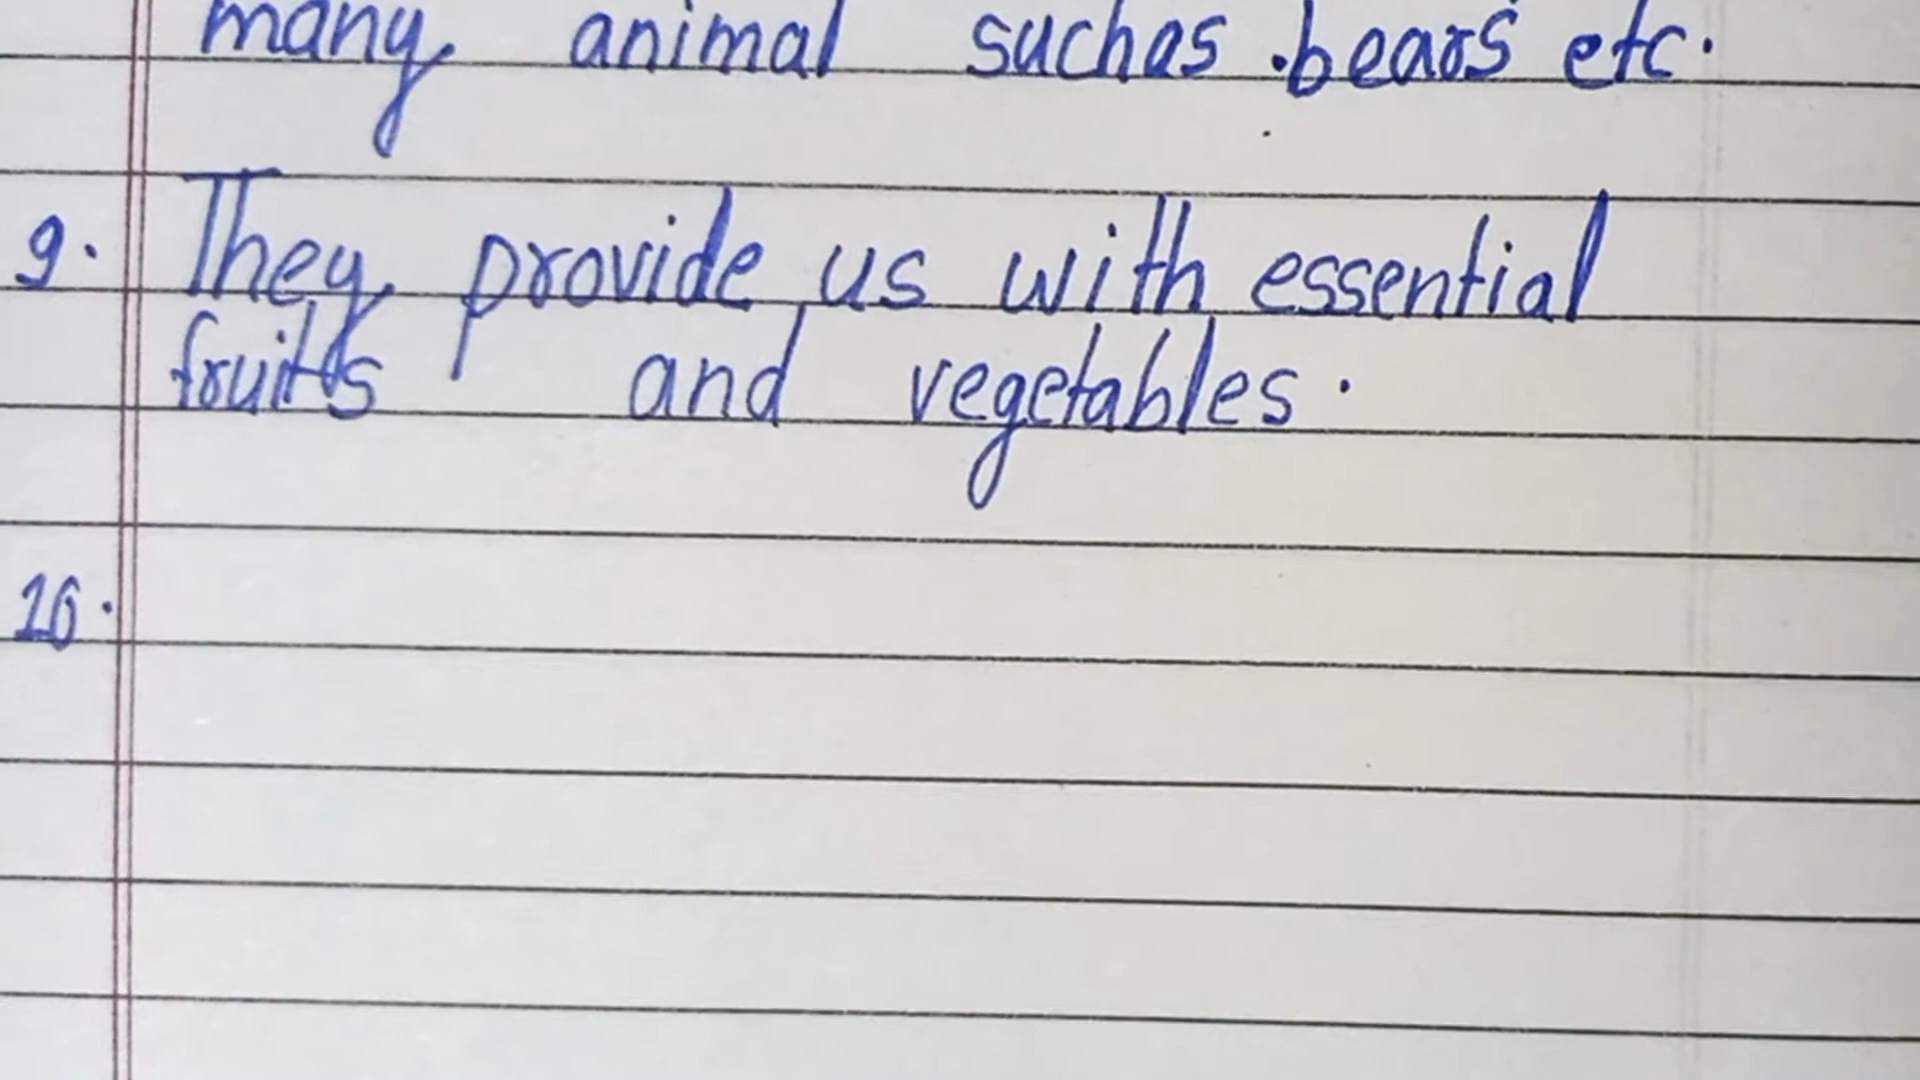 many animal suchas .bears etc.
9. They provide us with essential
fruits and vegetables.
10.